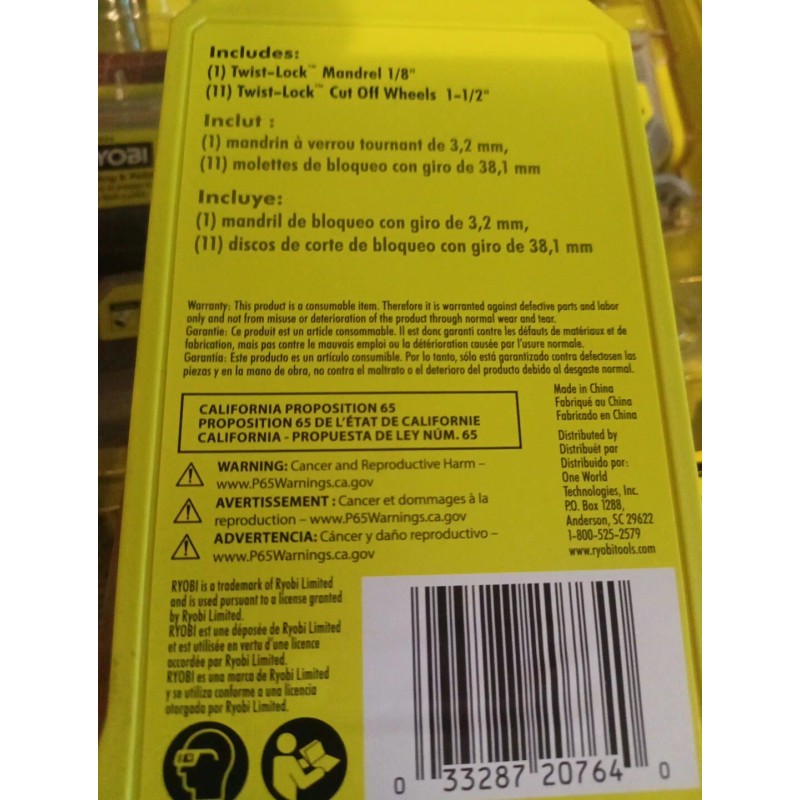 Includes:
(1) Twist-Lock™ Mandrel 1/8"
(11) Twist-Lock™ Cut Off Wheels 1-1/2"
Inclut :
(1) mandrin à verrou tournant de 3,2 mm,
(11) molettes de bloqueo con giro de 38,1 mm
Incluye:
(1) mandril de bloqueo con giro de 3,2 mm,
(11) discos de corte de bloqueo con giro de 38,1 mm
Warranty: This product is a consumable item. Therefore it is warranted against defective parts and labor
only and not from misuse or deterioration of the product through normal wear and tear.
Garantie: Ce produit est un article consommable. Il est donc garanti contre les défauts de matériaux et de
fabrication, mais pas contre le mauvais emploi ou la détérioration causée par l'usure normale.
Garantía: Este producto es un artículo consumible. Por lo tanto, sólo está garantizado contra defectosen las
piezas y en la mano de obra, no contra el maltrato o el deterioro del producto debido al desgaste normal.
CALIFORNIA PROPOSITION 65
PROPOSITION 65 DE L'ÉTAT DE CALIFORNIE
CALIFORNIA - PROPUESTA DE LEY NÚM. 65
WARNING: Cancer and Reproductive Harm –
www.P65Warnings.ca.gov
AVERTISSEMENT : Cancer et dommages à la
reproduction – www.P65Warnings.ca.gov
ADVERTENCIA: Cáncer y daño reproductivo –
www.P65Warnings.ca.gov
Made in China
Fabriqué au China
Fabricado en China
Distributed by
Distribuét par
Distribuido por:
One World
Technologies, Inc.
P.O. Box 1288,
Anderson, SC 29622
1-800-525-2579
www.ryobitools.com
RYOBI is a trademark of Ryobi Limited
and is used pursuant to a license granted
by Ryobi Limited.
RYOBI est une déposée de Ryobi Limited
et est utilisée en vertu d'une licence
accordée par Ryobi Limited.
RYOBI es una marca de Ryobi Limited
y se utiliza conforme a una licencia
otorgada por Ryobi Limited.
0 33287 20764 0
YOBI